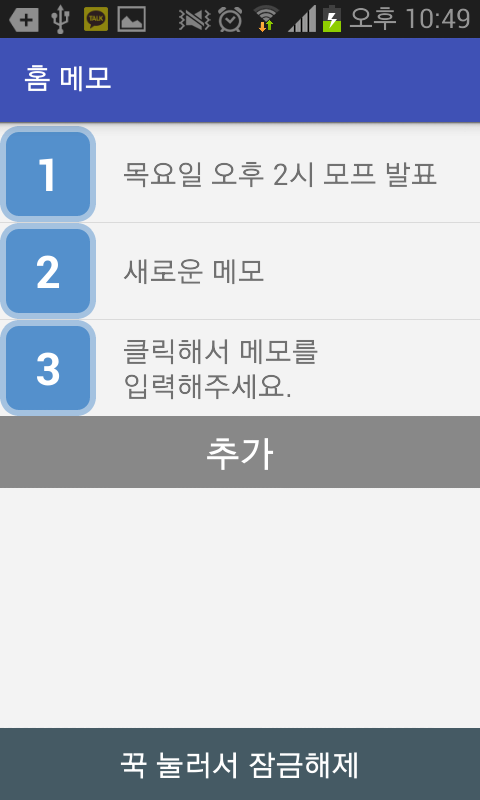 TALK
오후 10:49
홈 메모
1
목요일 오후 2시 모프 발표
2
새로운 메모
3
클릭해서 메모를
입력해주세요.
추가
꾹 눌러서 잠금해제